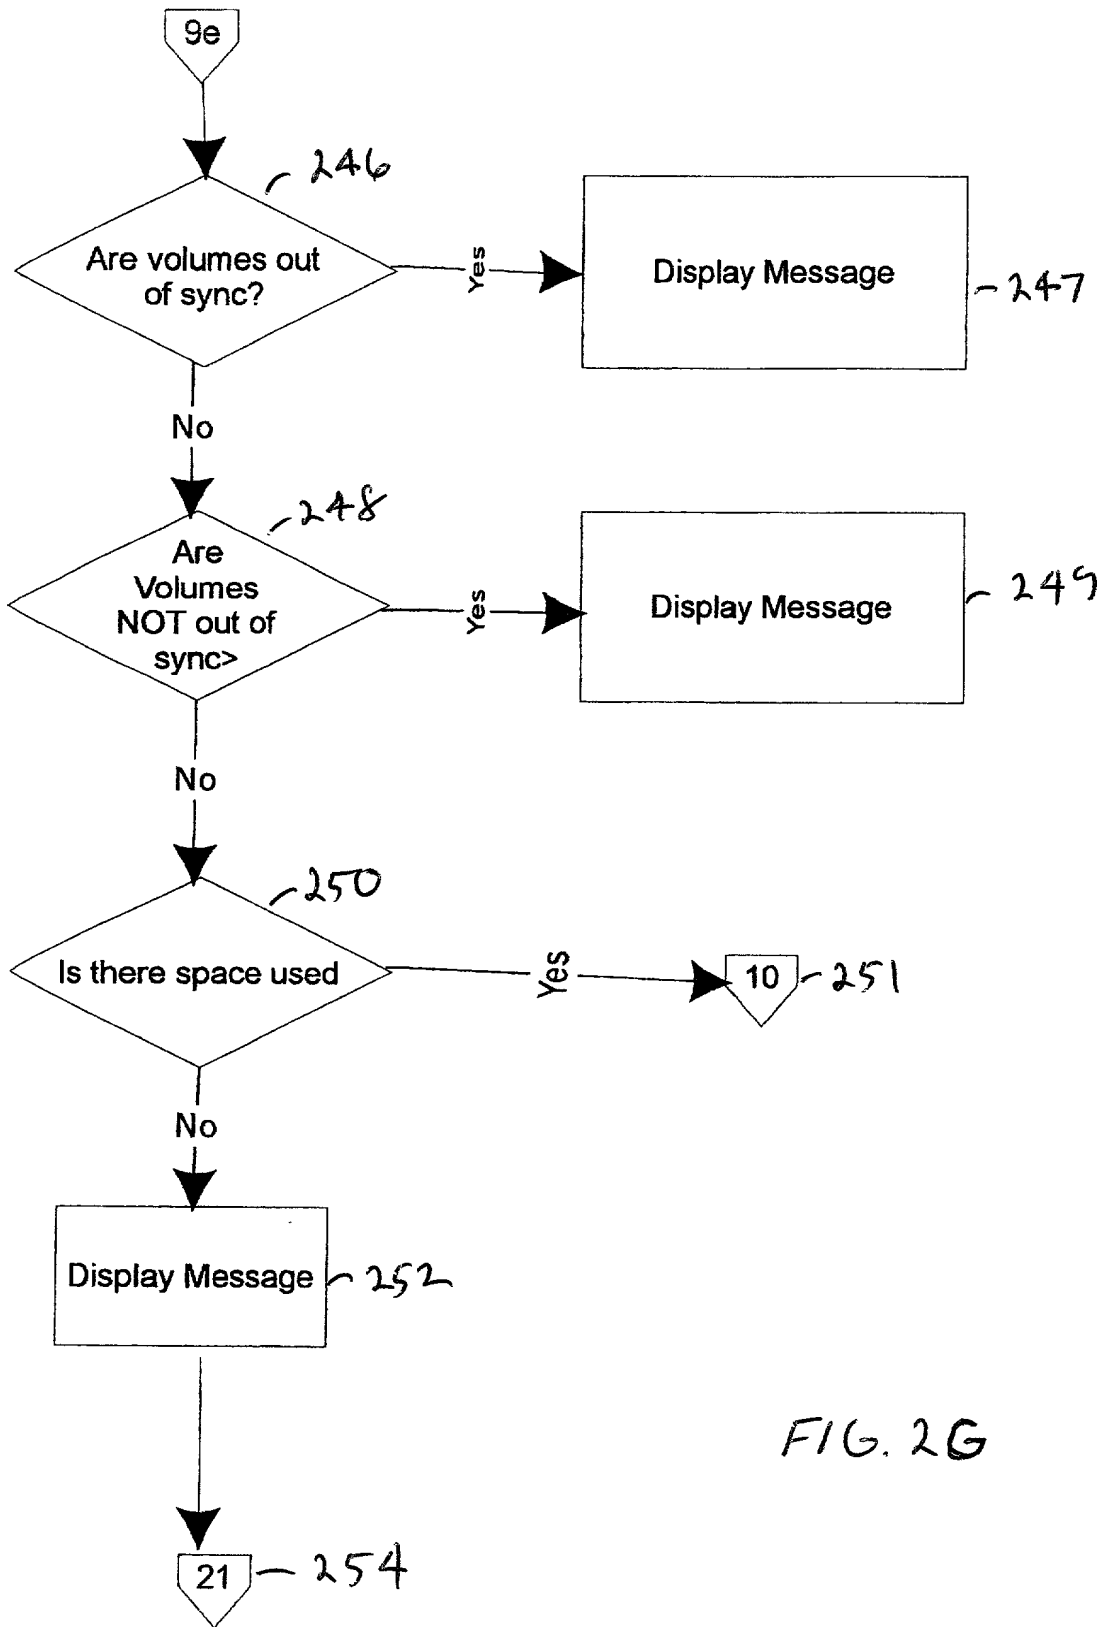 9e
246
Are volumes out
of sync?
Yes
Display Message
247
No
248
Are
Volumes
NOT out of
sync>
Yes
Display Message
249
No
250
Is there space used
Yes
10
251
No
Display Message
252
21
254
FIG. 2G